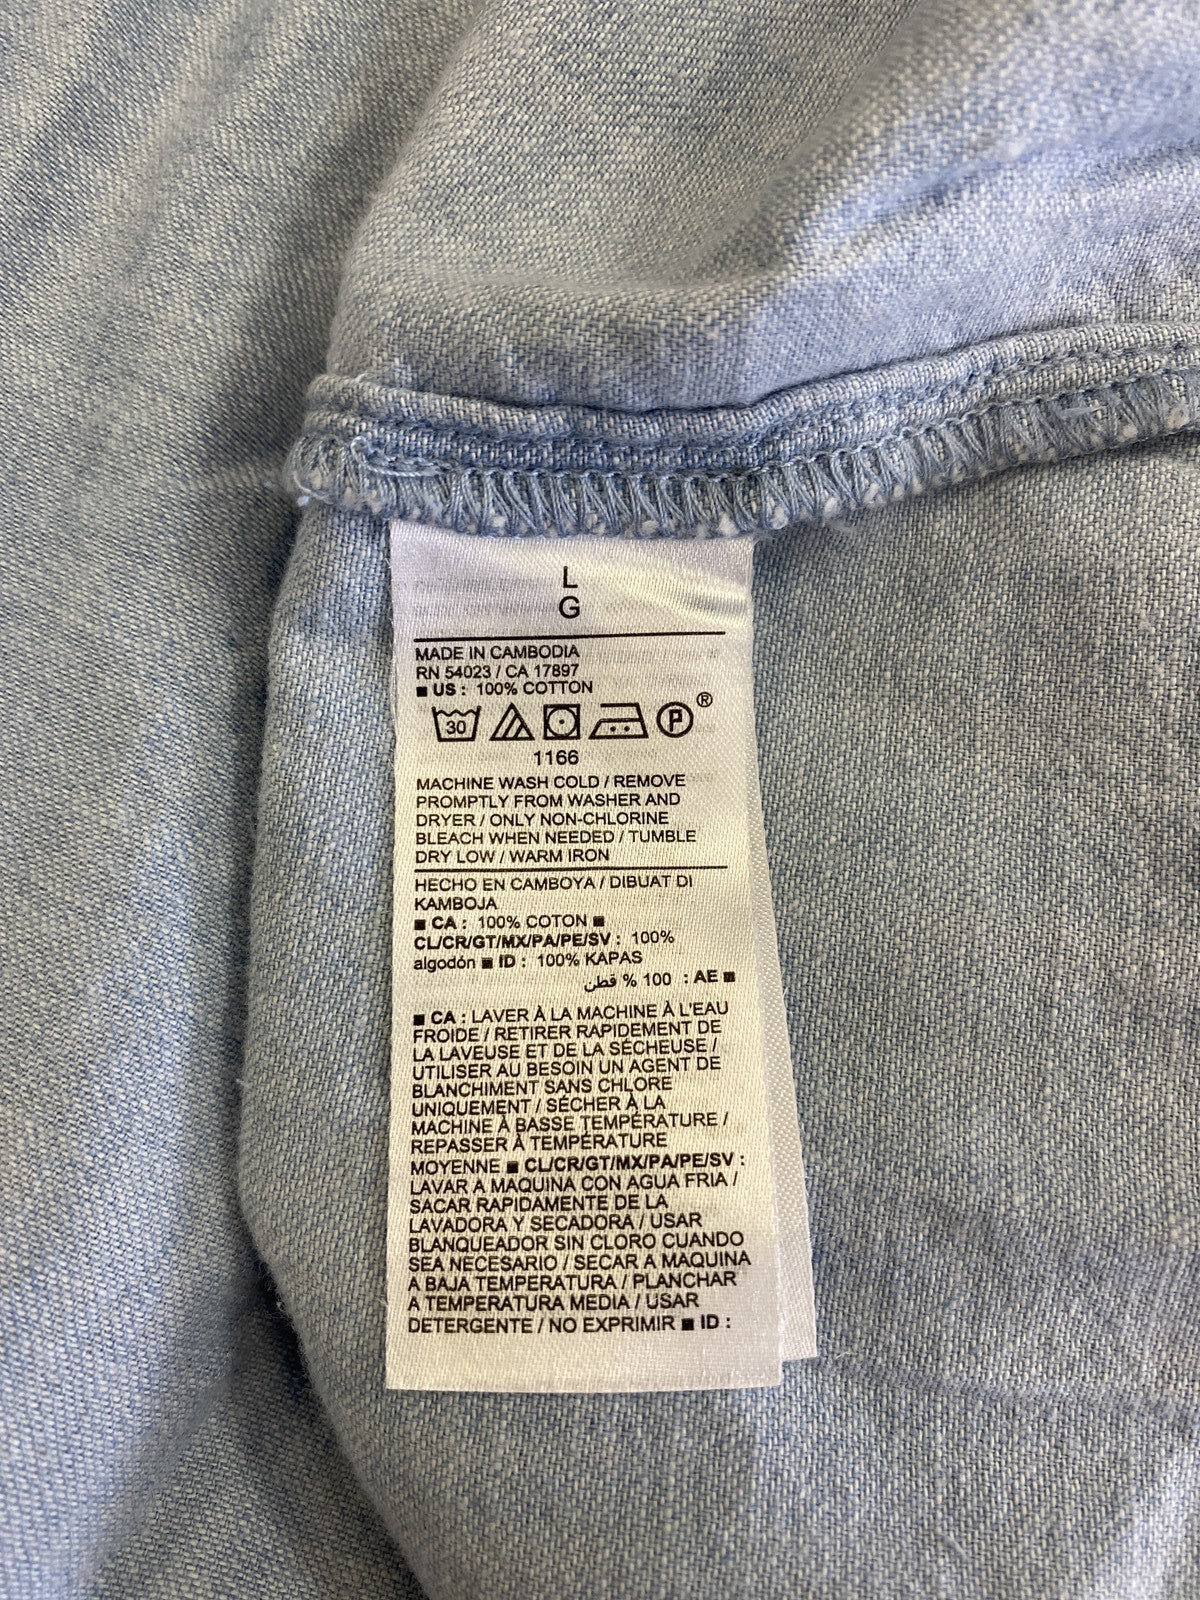 L
G
MADE IN CAMBODIA
RN 54023 / CA 17897
■ US : 100% COTTON
30 P ®
1166
MACHINE WASH COLD / REMOVE
PROMPTLY FROM WASHER AND
DRYER / ONLY NON-CHLORINE
BLEACH WHEN NEEDED / TUMBLE
DRY LOW / WARM IRON
HECHO EN CAMBOYA / DIBUAT DI
KAMBOJA
■ CA : 100% COTON ■
CL/CR/GT/MX/PA/PE/SV : 100%
algodón ■ ID : 100% KAPAS
■ AE : 100 % قطن
■ CA : LAVER À LA MACHINE À L'EAU
FROIDE / RETIRER RAPIDEMENT DE
LA LAVEUSE ET DE LA SÉCHEUSE /
UTILISER AU BESOIN UN AGENT DE
BLANCHIMENT SANS CHLORE
UNIQUEMENT / SÉCHER À LA
MACHINE À BASSE TEMPÉRATURE /
REPASSER À TEMPÉRATURE
MOYENNE ■ CL/CR/GT/MX/PA/PE/SV :
LAVAR A MAQUINA CON AGUA FRIA /
SACAR RAPIDAMENTE DE LA
LAVADORA Y SECADORA / USAR
BLANQUEADOR SIN CLORO CUANDO
SEA NECESARIO / SECAR A MAQUINA
A BAJA TEMPERATURA / PLANCHAR
A TEMPERATURA MEDIA / USAR
DETERGENTE / NO EXPRIMIR ■ ID :